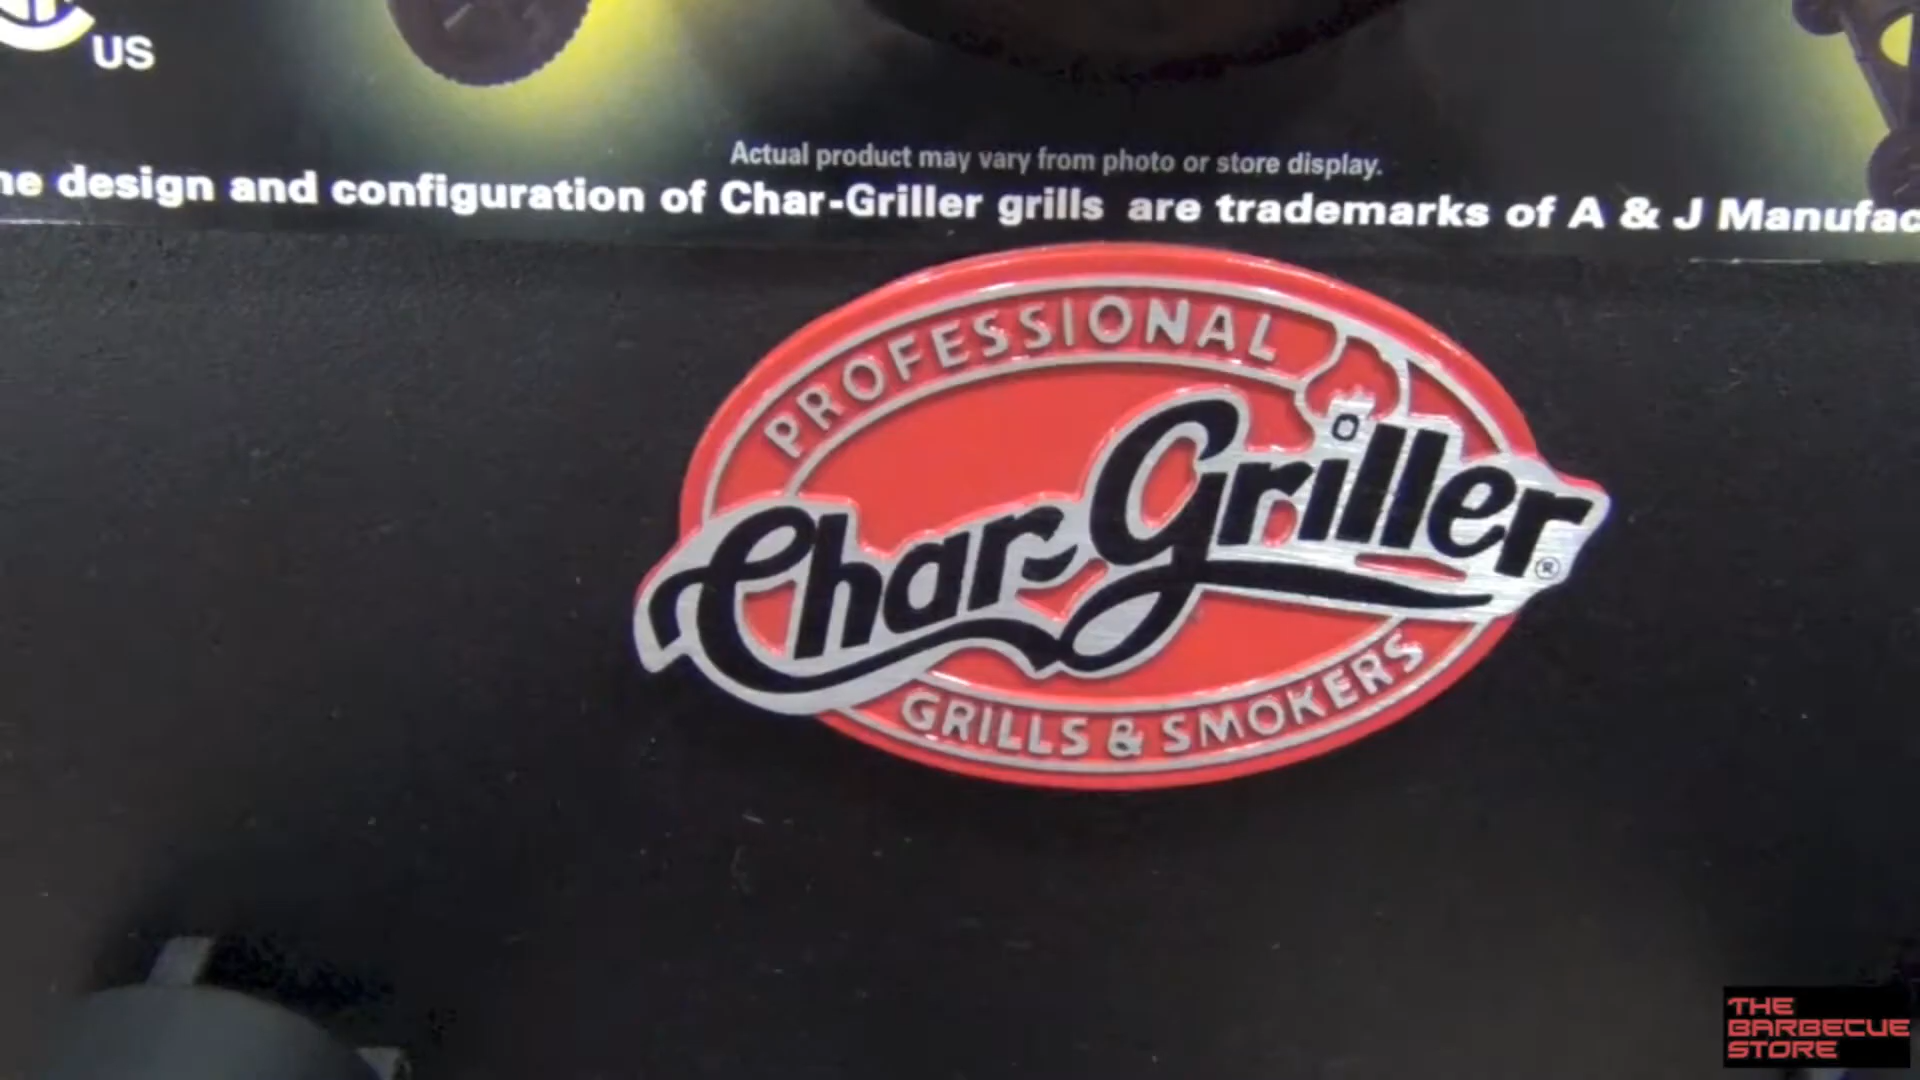 US
Actual product may vary from photo or store display.
design and configuration of Char-Griller grills are trademarks of A & J
PROFESSIONAL
Char-Griller®
GRILLS & SMOKERS
THE
BARBECUE
STORE